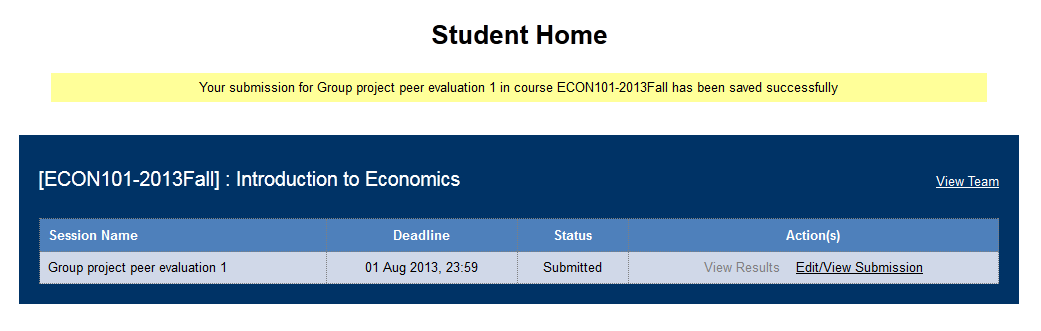 Student Home
Your submission for Group project peer evaluation 1 in course ECON101-2013Fall has been saved successfully
[ECON101-2013Fall] : Introduction to Economics
View Team
Session Name Deadline Status Action(s)
Group project peer evaluation 1 01 Aug 2013, 23:59 Submitted View Results Edit/View Submission